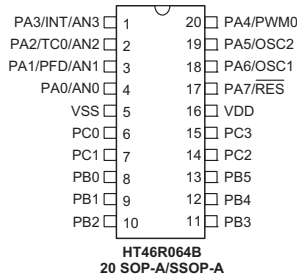 PA3/INT/AN3 1 20 PA4/PWM0
PA2/TC0/AN2 2 19 PA5/OSC2
PA1/PFD/AN1 3 18 PA6/OSC1
PA0/AN0 4 17 PA7/RES
VSS 5 16 VDD
PC0 6 15 PC3
PC1 7 14 PC2
PB0 8 13 PB5
PB1 9 12 PB4
PB2 10 11 PB3
HT46R064B
20 SOP-A/SSOP-A